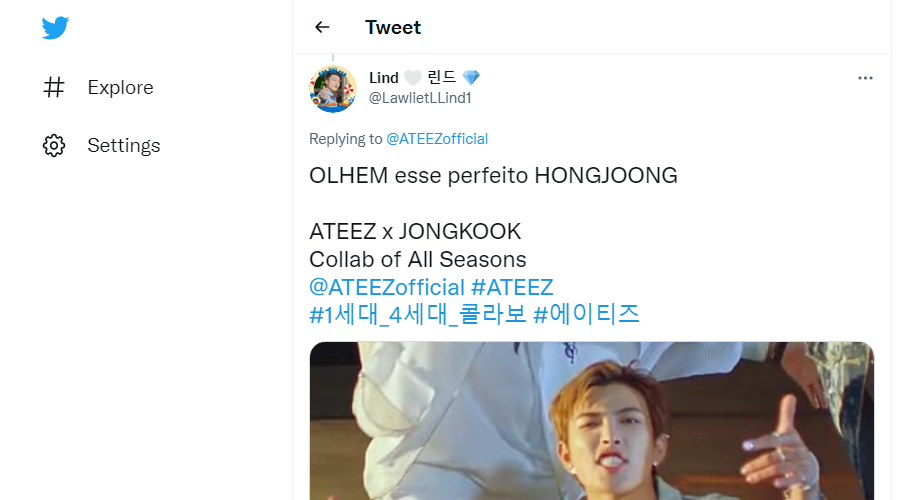 Tweet
Explore
Settings
Lind 🤍 린드 💎
@LawlietLLind1
Replying to @ATEEZofficial
OLHEM esse perfeito HONGJOONG
ATEEZ x JONGKOOK
Collab of All Seasons
@ATEEZofficial #ATEEZ
#1세대_4세대_콜라보 #에이티즈